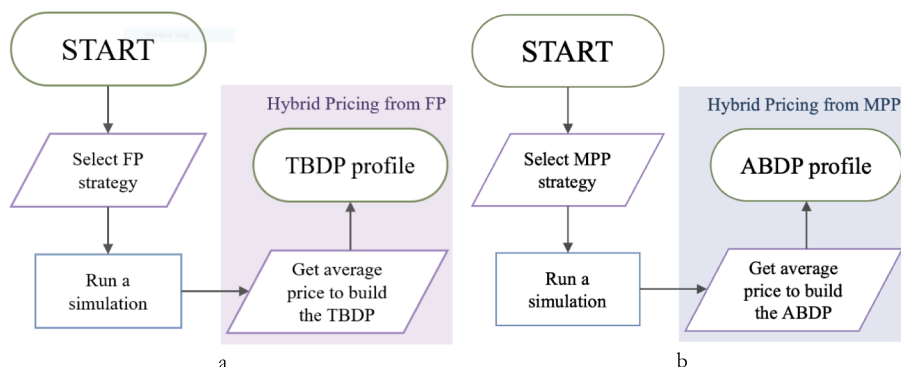 START
Select FP
strategy
Run a
simulation
Hybrid Pricing from FP
TBDP profile
Get average
price to build
the TBDP
a
START
Select MPP
strategy
Run a
simulation
Hybrid Pricing from MPP
ABDP profile
Get average
price to build
the ABDP
b